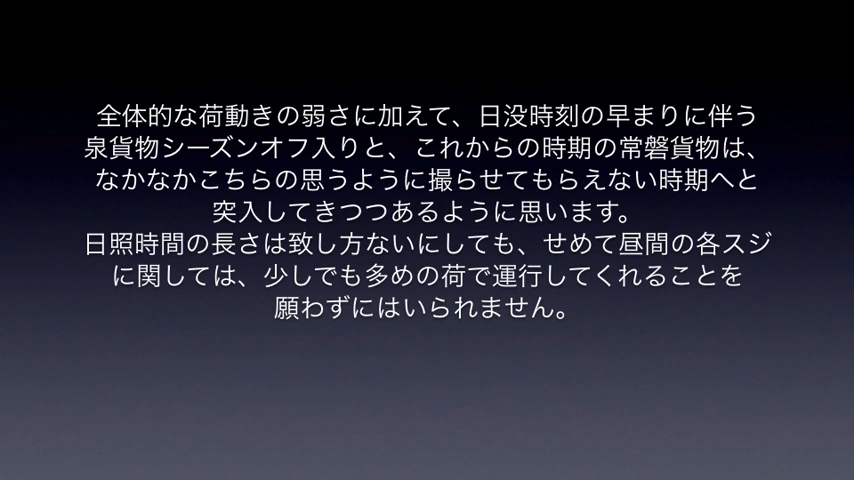 全体的な荷動きの弱さに加えて、日没時刻の早まりに伴う
泉貨物シーズンオフ入りと、これからの時期の常磐貨物は、
なかなかこちらの思うように撮らせてもらえない時期へと
突入してきつつあるように思います。
日照時間の長さは致し方ないにしても、せめて昼間の各スジ
に関しては、少しでも多めの荷で運行してくれることを
願わずにはいられません。